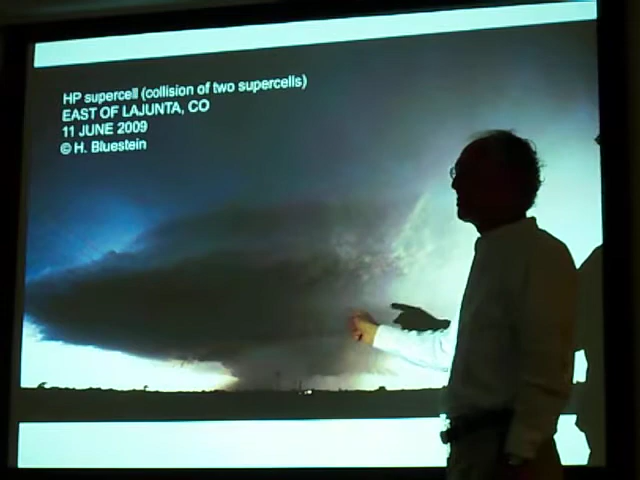 HP supercell (collision of two supercells)
EAST OF LAJUNTA, CO
11 JUNE 2009
© H. Bluestein